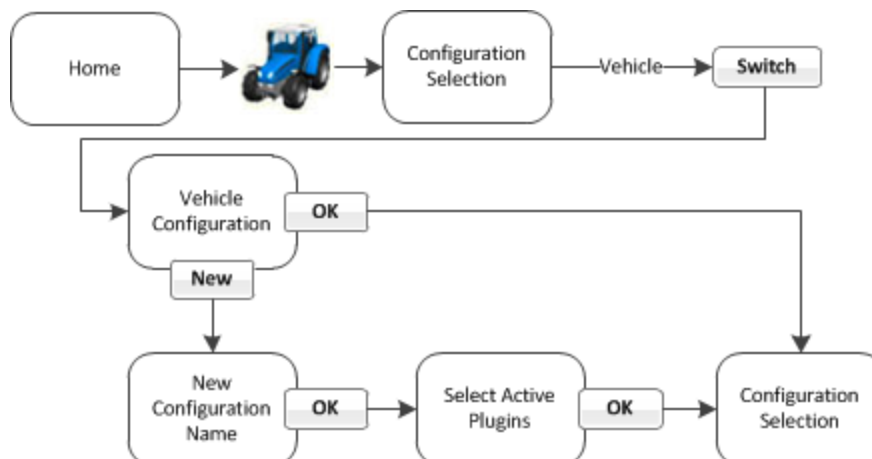 Home
Configuration
Selection
Vehicle
Switch
Vehicle
Configuration
OK
New
New
Configuration
Name
OK
Select Active
Plugins
OK
Configuration
Selection